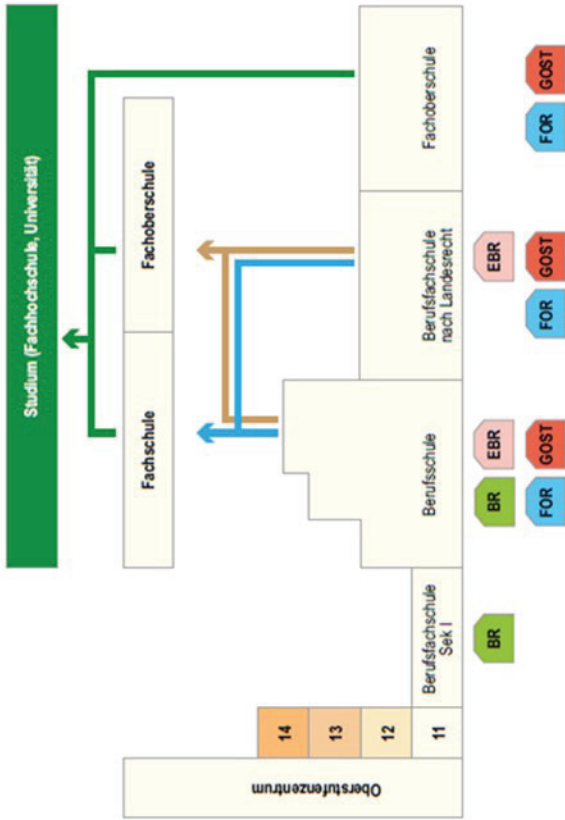 Studium (Fachhochschule, Universität)
Fachschule
Fachoberschule
Oberstufenzentrum
14
13
12
11
Berufsfachschule
Sek I
Berufsschule
Berufsfachschule
nach Landesrecht
Fachoberschule
BR
BR
EBR
FOR
GOST
EBR
FOR
GOST
FOR
GOST